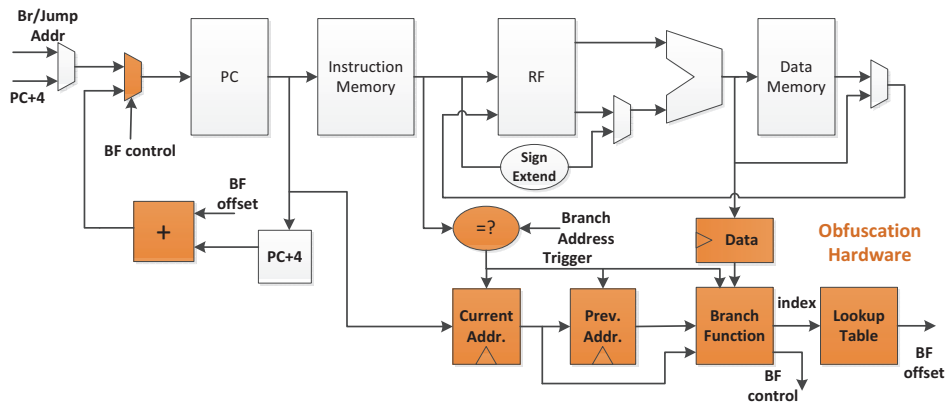 Br/Jump
Addr
PC+4
BF control
PC
Instruction
Memory
RF
Sign
Extend
Data
Memory
BF
offset
+
PC+4
=?
Branch
Address
Trigger
Data
Obfuscation
Hardware
Current
Addr.
Prev.
Addr.
Branch
Function
index
Lookup
Table
BF
control
BF
offset